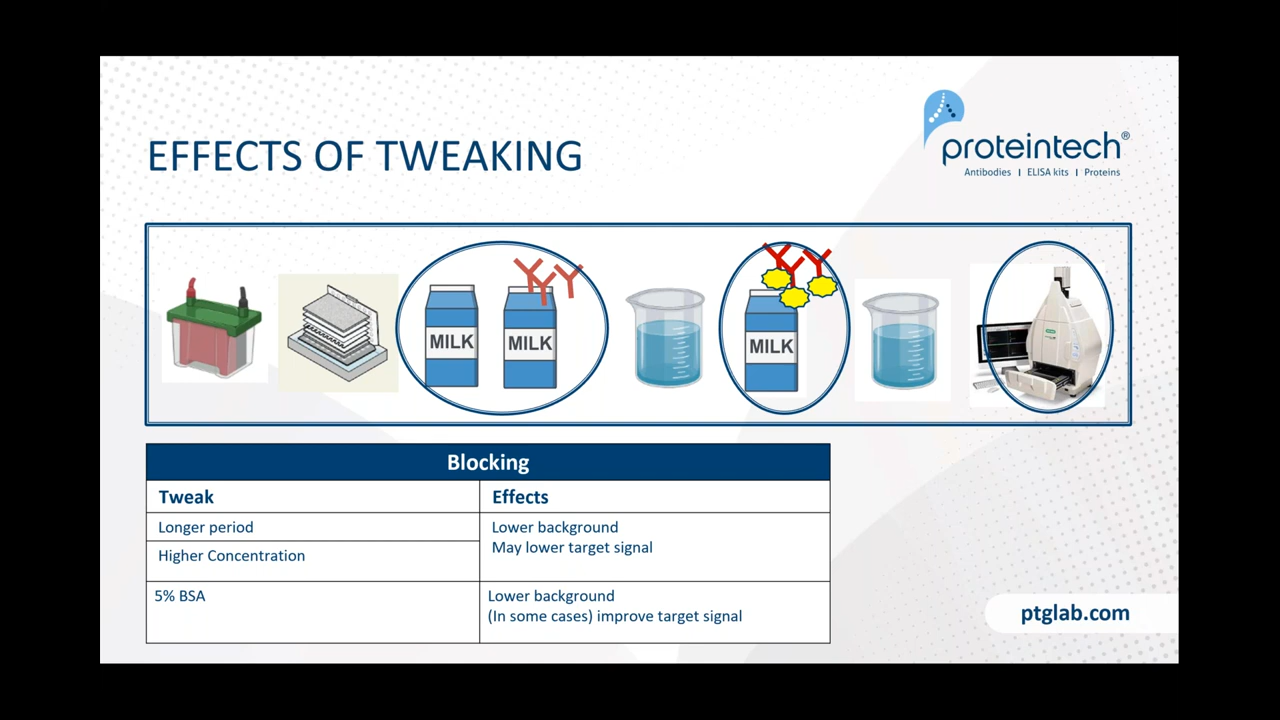 EFFECTS OF TWEAKING
proteintech®
Antibodies | ELISA kits | Proteins
MILK
MILK
MILK
Blocking
Tweak
Effects
Longer period
Lower background
May lower target signal
Higher Concentration
5% BSA
Lower background
(In some cases) improve target signal
ptglab.com